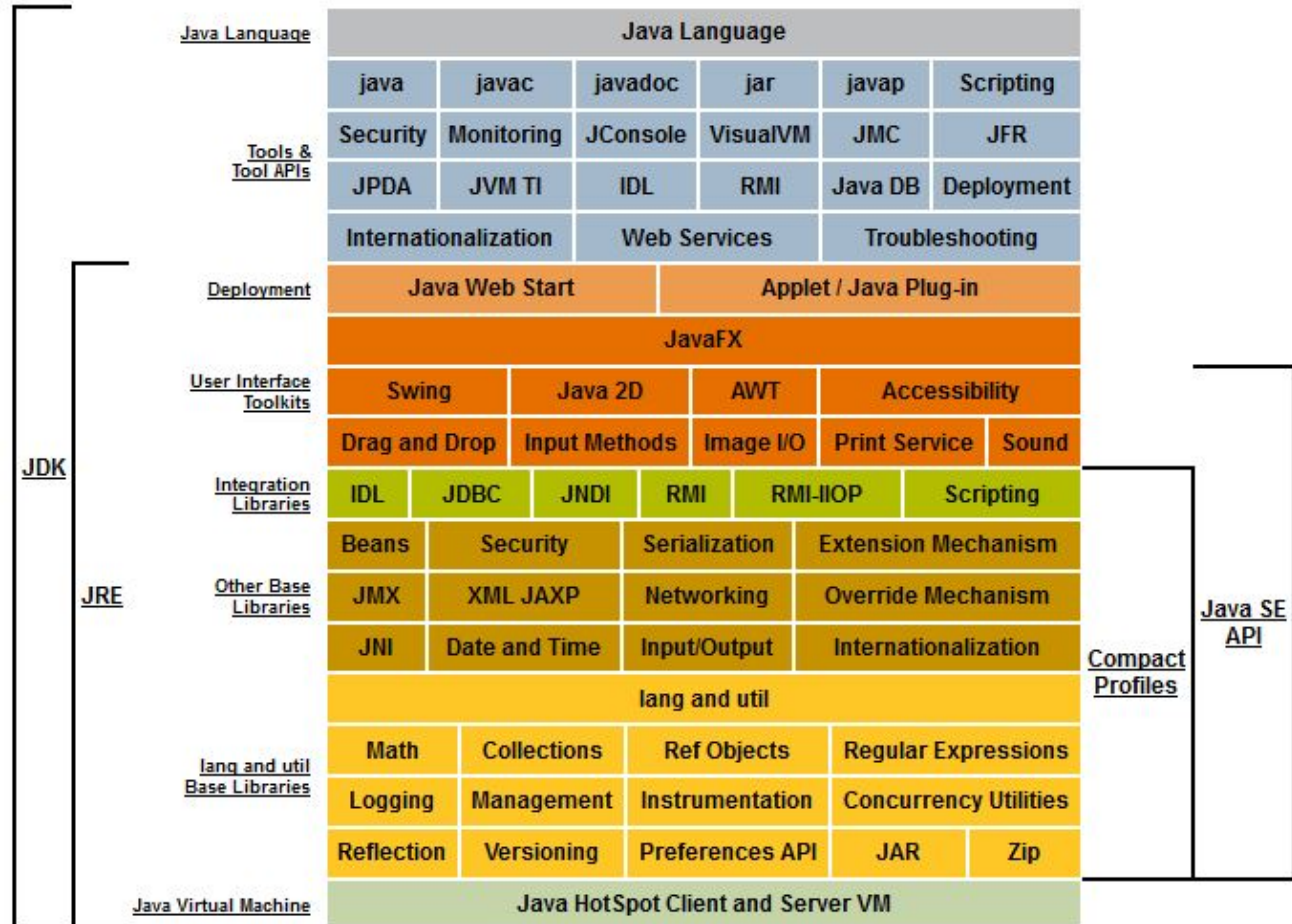 Java Language
Java Language
java javac javadoc jar javap Scripting
Tools &
Tool APIs
Security Monitoring JConsole VisualVM JMC JFR
JPDA JVM TI IDL RMI Java DB Deployment
Internationalization Web Services Troubleshooting
Deployment
Java Web Start Applet / Java Plug-in
JavaFX
User Interface
Toolkits
Swing Java 2D AWT Accessibility
Drag and Drop Input Methods Image I/O Print Service Sound
Integration
Libraries
IDL JDBC JNDI RMI RMI-IIOP Scripting
Other Base
Libraries
Beans Security Serialization Extension Mechanism
JMX XML JAXP Networking Override Mechanism
JNI Date and Time Input/Output Internationalization
lang and util
Base Libraries
lang and util
Math Collections Ref Objects Regular Expressions
Logging Management Instrumentation Concurrency Utilities
Reflection Versioning Preferences API JAR Zip
Java Virtual Machine
Java HotSpot Client and Server VM
JDK
JRE
Compact
Profiles
Java SE
API